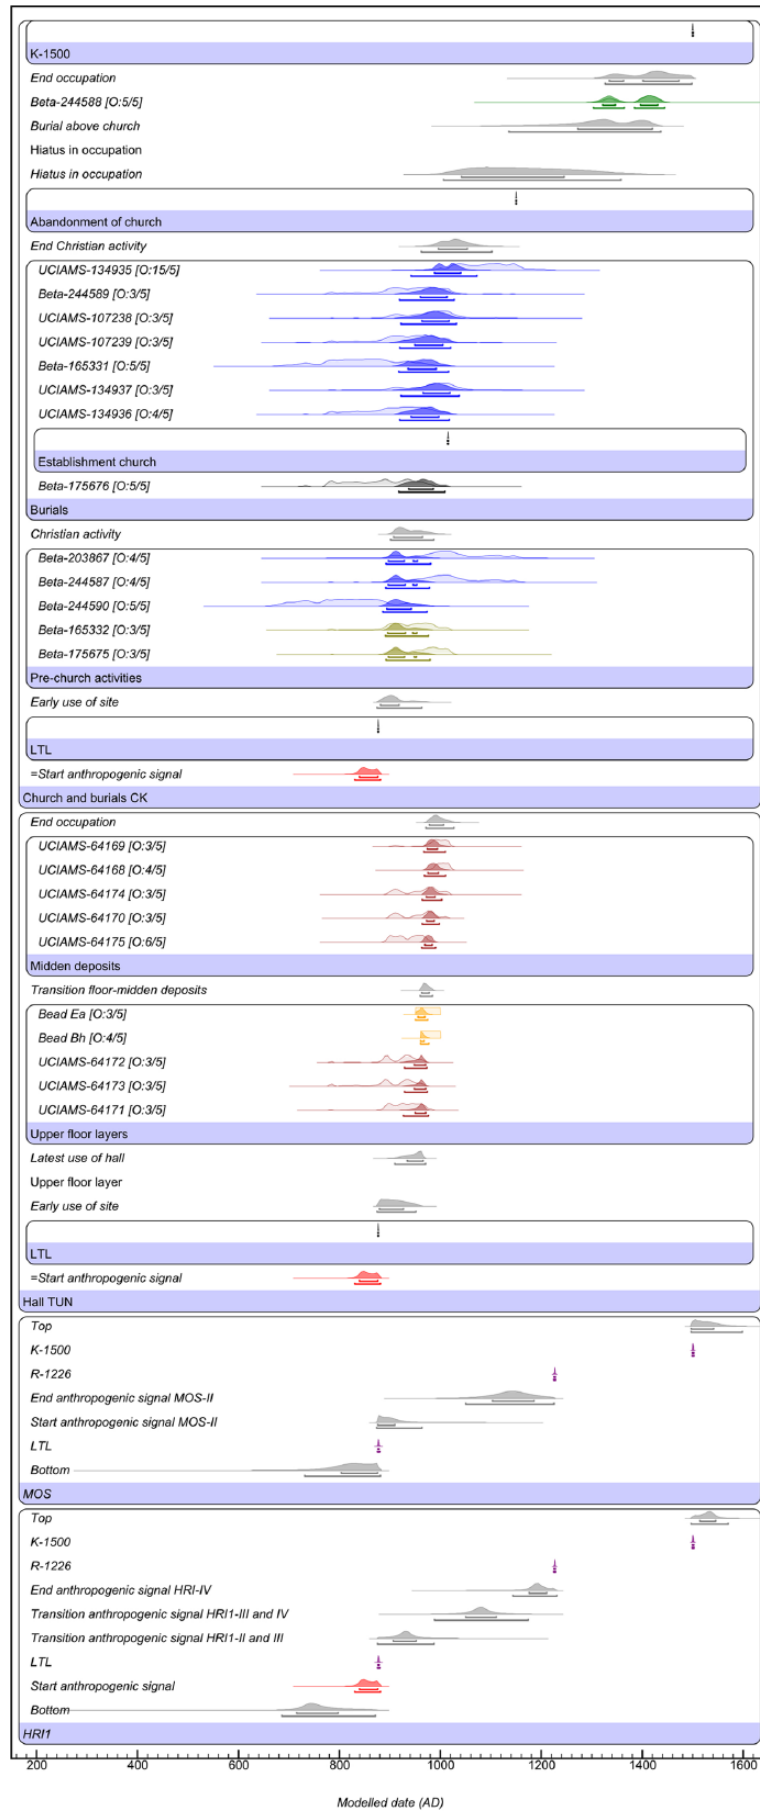 K-1500
End occupation
Beta-244588 [O:5/5]
Burial above church
Hiatus in occupation
Hiatus in occupation
Abandonment of church
End Christian activity
UCIAMS-134935 [O:15/5]
Beta-244589 [O:3/5]
UCIAMS-107238 [O:3/5]
UCIAMS-107239 [O:3/5]
Beta-165331 [O:5/5]
UCIAMS-134937 [O:3/5]
UCIAMS-134936 [O:4/5]
Establishment church
Beta-175676 [O:5/5]
Burials
Christian activity
Beta-203867 [O:4/5]
Beta-244587 [O:4/5]
Beta-244590 [O:5/5]
Beta-165332 [O:3/5]
Beta-175675 [O:3/5]
Pre-church activities
Early use of site
LTL
=Start anthropogenic signal
Church and burials CK
End occupation
UCIAMS-64169 [O:3/5]
UCIAMS-64168 [O:4/5]
UCIAMS-64174 [O:3/5]
UCIAMS-64170 [O:3/5]
UCIAMS-64175 [O:6/5]
Midden deposits
Transition floor-midden deposits
Bead Ea [O:3/5]
Bead Bh [O:4/5]
UCIAMS-64172 [O:3/5]
UCIAMS-64173 [O:3/5]
UCIAMS-64171 [O:3/5]
Upper floor layers
Latest use of hall
Upper floor layer
Early use of site
LTL
=Start anthropogenic signal
Hall TUN
Top
K-1500
R-1226
End anthropogenic signal MOS-II
Start anthropogenic signal MOS-II
LTL
Bottom
MOS
Top
K-1500
R-1226
End anthropogenic signal HRI-IV
Transition anthropogenic signal HRI1-III and IV
Transition anthropogenic signal HRI1-II and III
LTL
Start anthropogenic signal
Bottom
HRI1
200 400 600 800 1000 1200 1400 1600
Modelled date (AD)